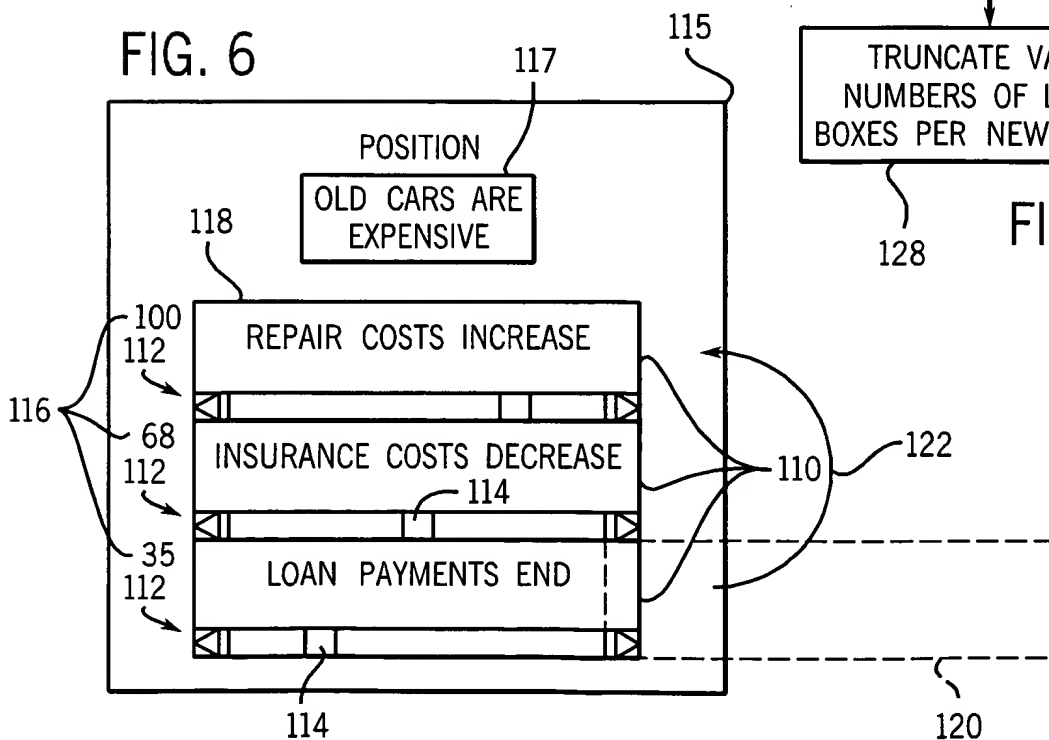 FIG. 6
115
117
POSITION
OLD CARS ARE
EXPENSIVE
118
100
REPAIR COSTS INCREASE
112
116
68
INSURANCE COSTS DECREASE
112
114
110
122
35
LOAN PAYMENTS END
112
114
120
TRUNCATE VA
NUMBERS OF L
BOXES PER NEW
128
FI